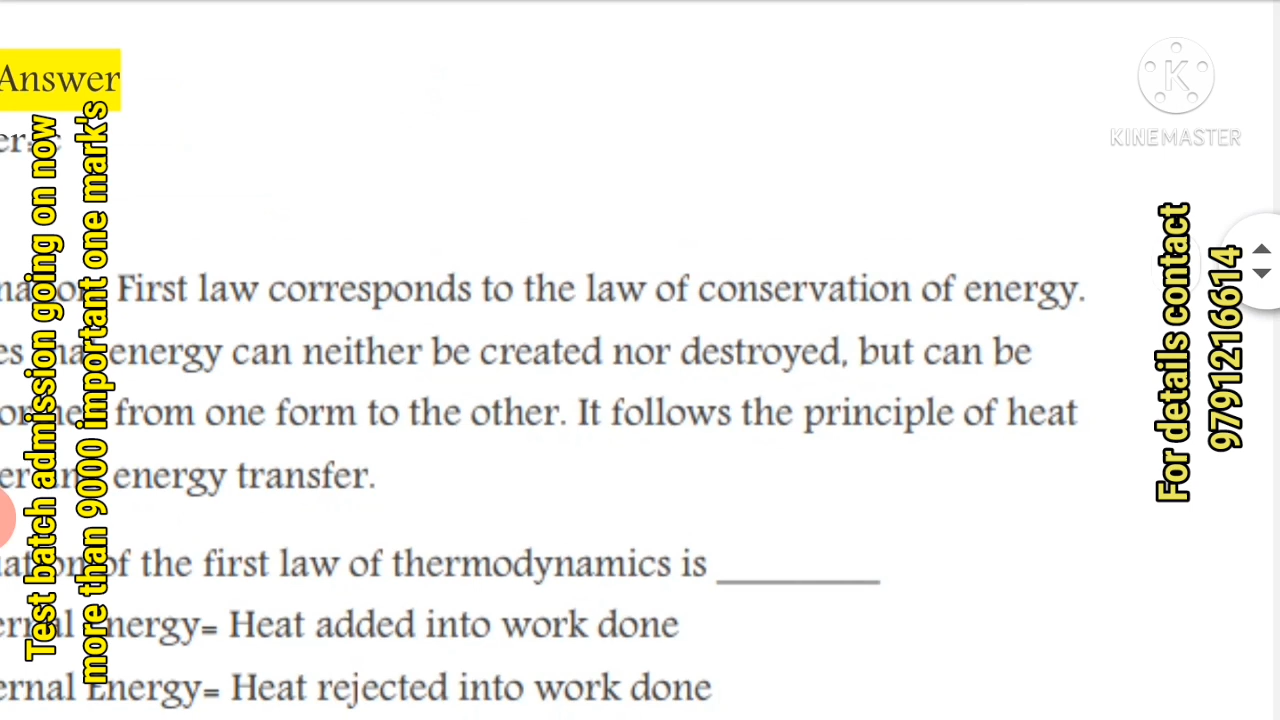 Answer
First law corresponds to the law of conservation of energy.
energy can neither be created nor destroyed, but can be
from one form to the other. It follows the principle of heat
energy transfer.
of the first law of thermodynamics is _________
Energy= Heat added into work done
Energy= Heat rejected into work done
Test batch admission going on now
more than 9000 important one mark's
K
KINEMASTER
For details contact
9791216614